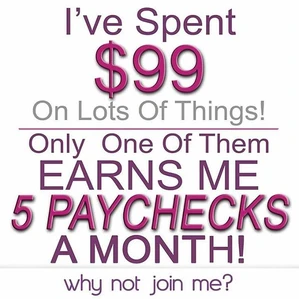 I've Spent
$99
On Lots Of Things!
Only One Of Them
EARNS ME
5 PAYCHECKS
A MONTH!
why not join me?